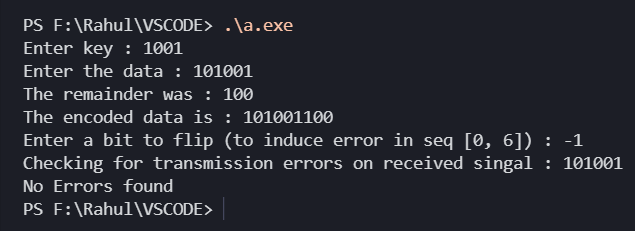 PS F:\Rahul\VSCODE> .\a.exe
Enter key : 1001
Enter the data : 101001
The remainder was : 100
The encoded data is : 101001100
Enter a bit to flip (to induce error in seq [0, 6]) : -1
Checking for transmission errors on received singal : 101001
No Errors found
PS F:\Rahul\VSCODE>